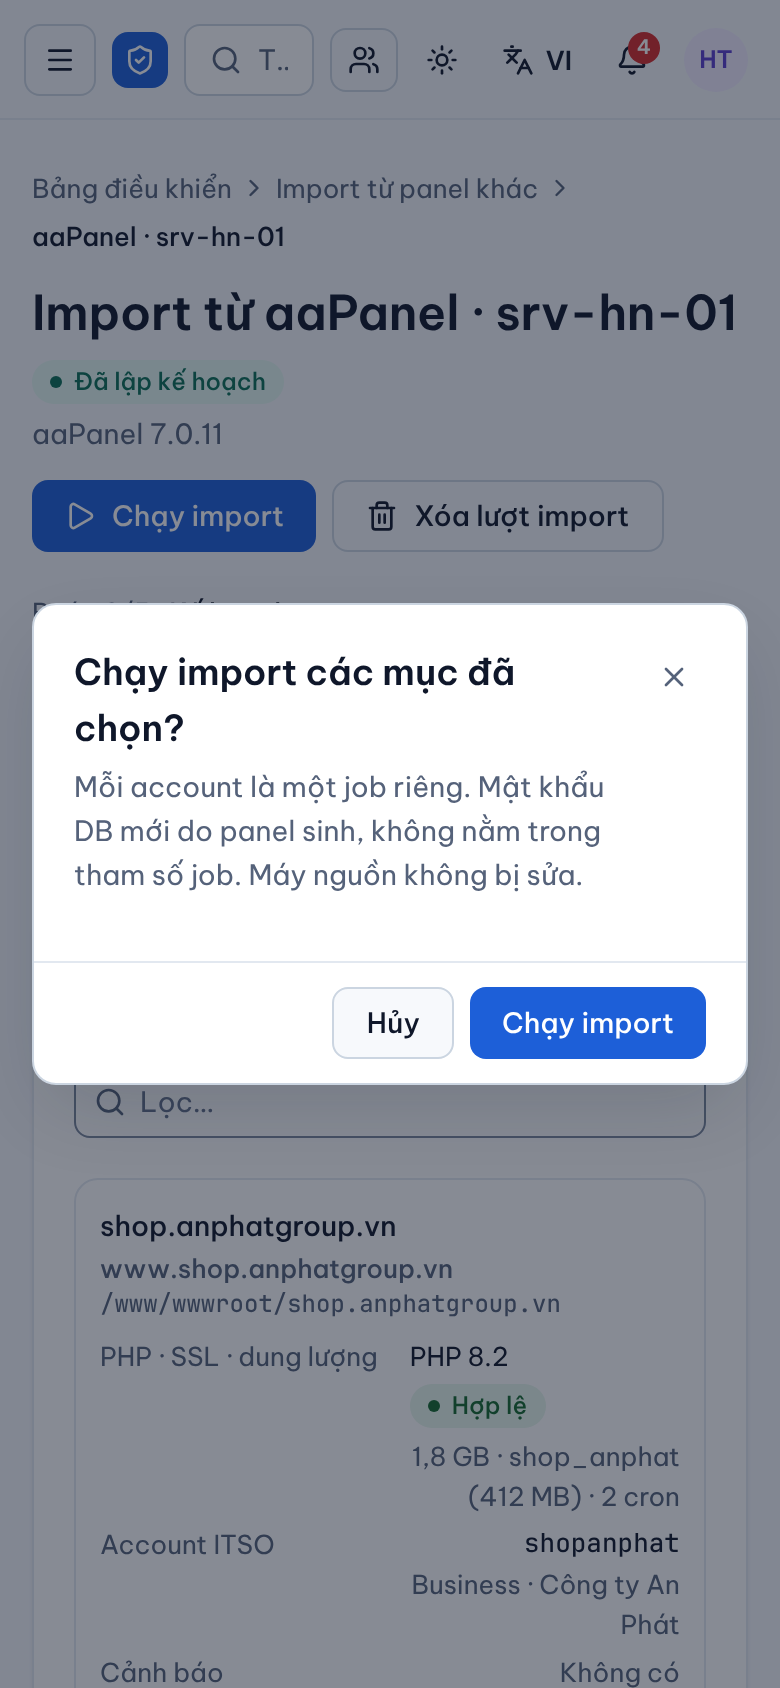 T..
VI
4
HT
Bảng điều khiển > Import từ panel khác >
aaPanel · srv-hn-01
Import từ aaPanel · srv-hn-01
Đã lập kế hoạch
aaPanel 7.0.11
Chạy import
Xóa lượt import
Chạy import các mục đã
chọn?
Mỗi account là một job riêng. Mật khẩu
DB mới do panel sinh, không nằm trong
tham số job. Máy nguồn không bị sửa.
Hủy
Chạy import
Lọc...
shop.anphatgroup.vn
www.shop.anphatgroup.vn
/www/wwwroot/shop.anphatgroup.vn
PHP · SSL · dung lượng
PHP 8.2
Hợp lệ
1,8 GB · shop_anphat
(412 MB) · 2 cron
Account ITSO
shopanphat
Business · Công ty An
Phát
Cảnh báo
Không có